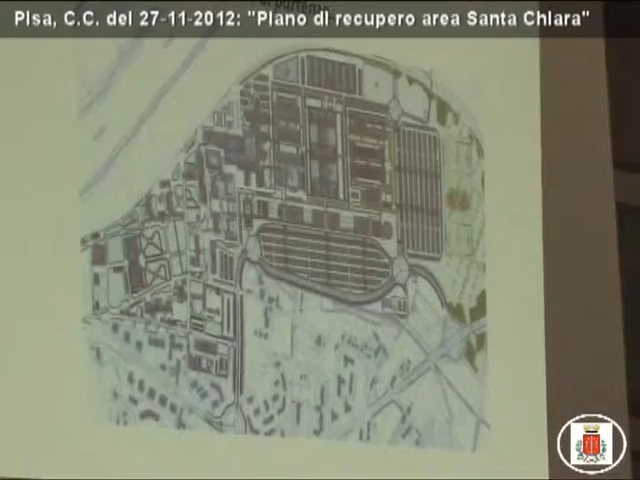 Pisa, C.C. del 27-11-2012: "Piano di recupero area Santa Chiara"